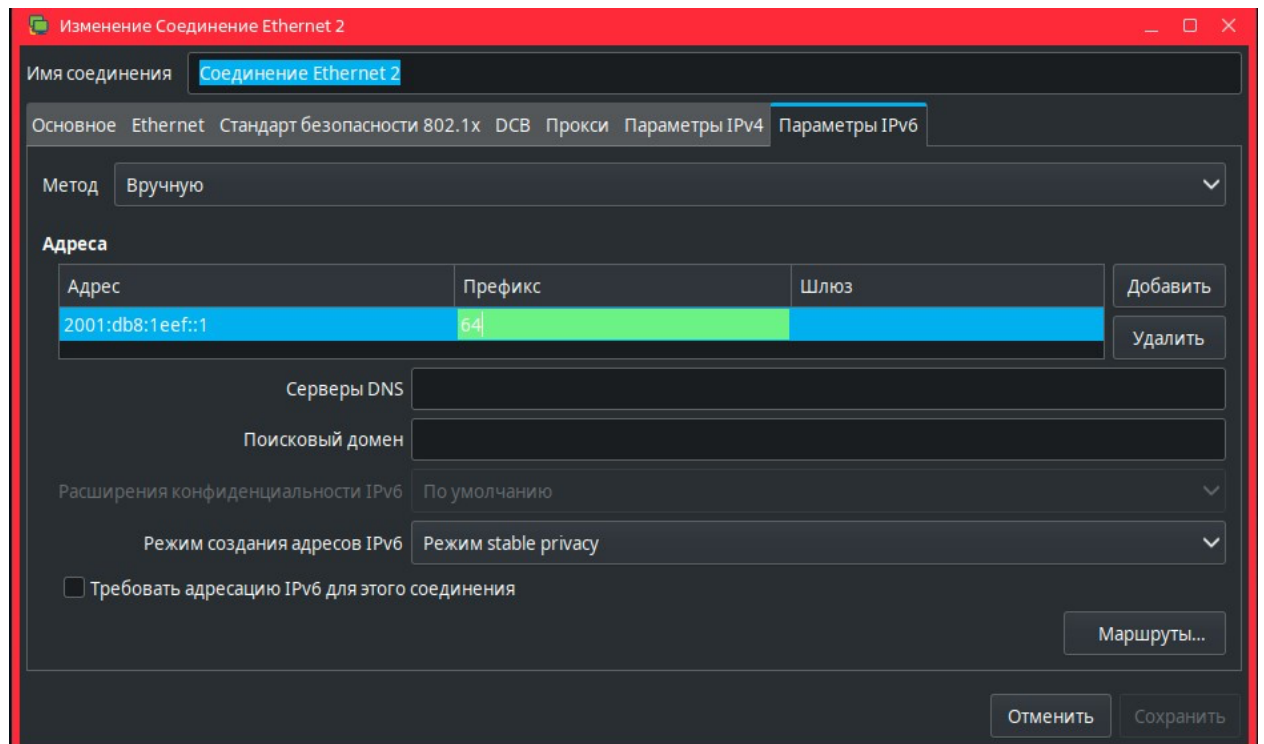 Изменение Соединение Ethernet 2
Имя соединения Соединение Ethernet 2
Основное Ethernet Стандарт безопасности 802.1x DCB Прокси Параметры IPv4 Параметры IPv6
Метод Вручную
Адреса
Адрес Префикс Шлюз Добавить
2001:db8:1eef::1 64 Удалить
Серверы DNS
Поисковый домен
Расширения конфиденциальности IPv6 По умолчанию
Режим создания адресов IPv6 Режим stable privacy
Требовать адресацию IPv6 для этого соединения
Маршруты...
Отменить Сохранить